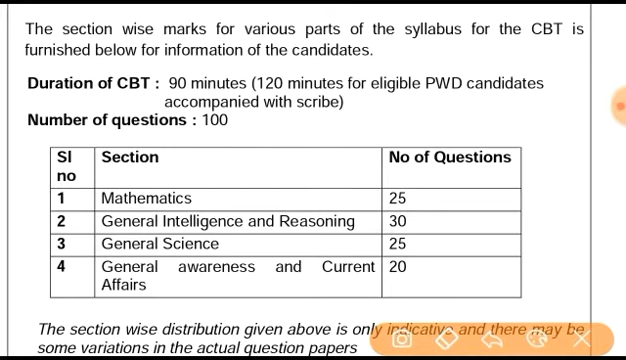 The section wise marks for various parts of the syllabus for the CBT is
furnished below for information of the candidates.
Duration of CBT : 90 minutes (120 minutes for eligible PWD candidates
accompanied with scribe)
Number of questions : 100
Sl no Section No of Questions
1 Mathematics 25
2 General Intelligence and Reasoning 30
3 General Science 25
4 General awareness and Current Affairs 20
The section wise distribution given above is only indicative and there may be
some variations in the actual question papers